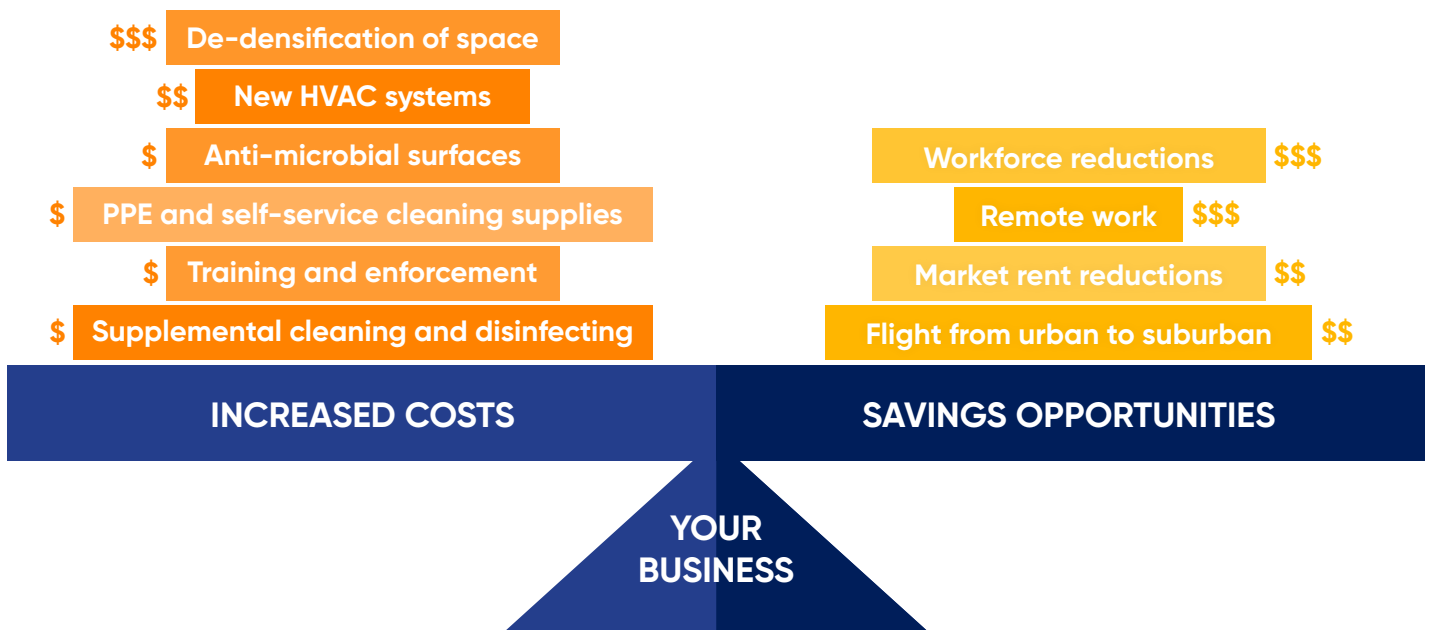 $$$ De-densification of space
$$ New HVAC systems
$ Anti-microbial surfaces
$ PPE and self-service cleaning supplies
$ Training and enforcement
$ Supplemental cleaning and disinfecting
Workforce reductions $$$
Remote work $$$
Market rent reductions $$
Flight from urban to suburban $$
INCREASED COSTS
SAVINGS OPPORTUNITIES
YOUR
BUSINESS